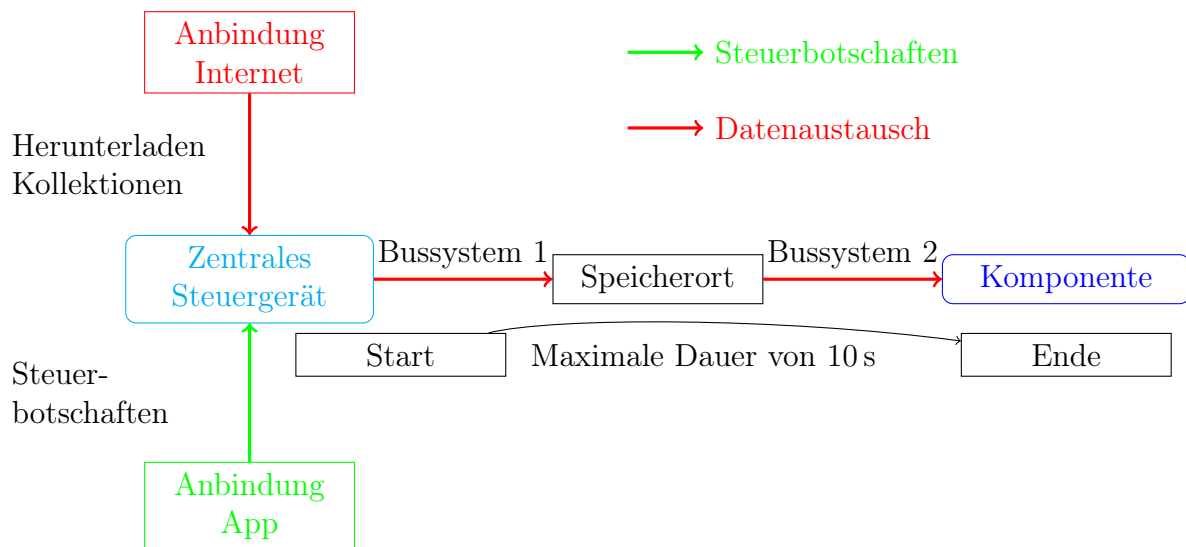 Anbindung
Internet
Steuerbotschaften
Datenaustausch
Herunterladen
Kollektionen
Zentrales
Steuergerät
Bussystem 1
Speicherort
Bussystem 2
Komponente
Start
Maximale Dauer von 10 s
Ende
Steuer-
botschaften
Anbindung
App